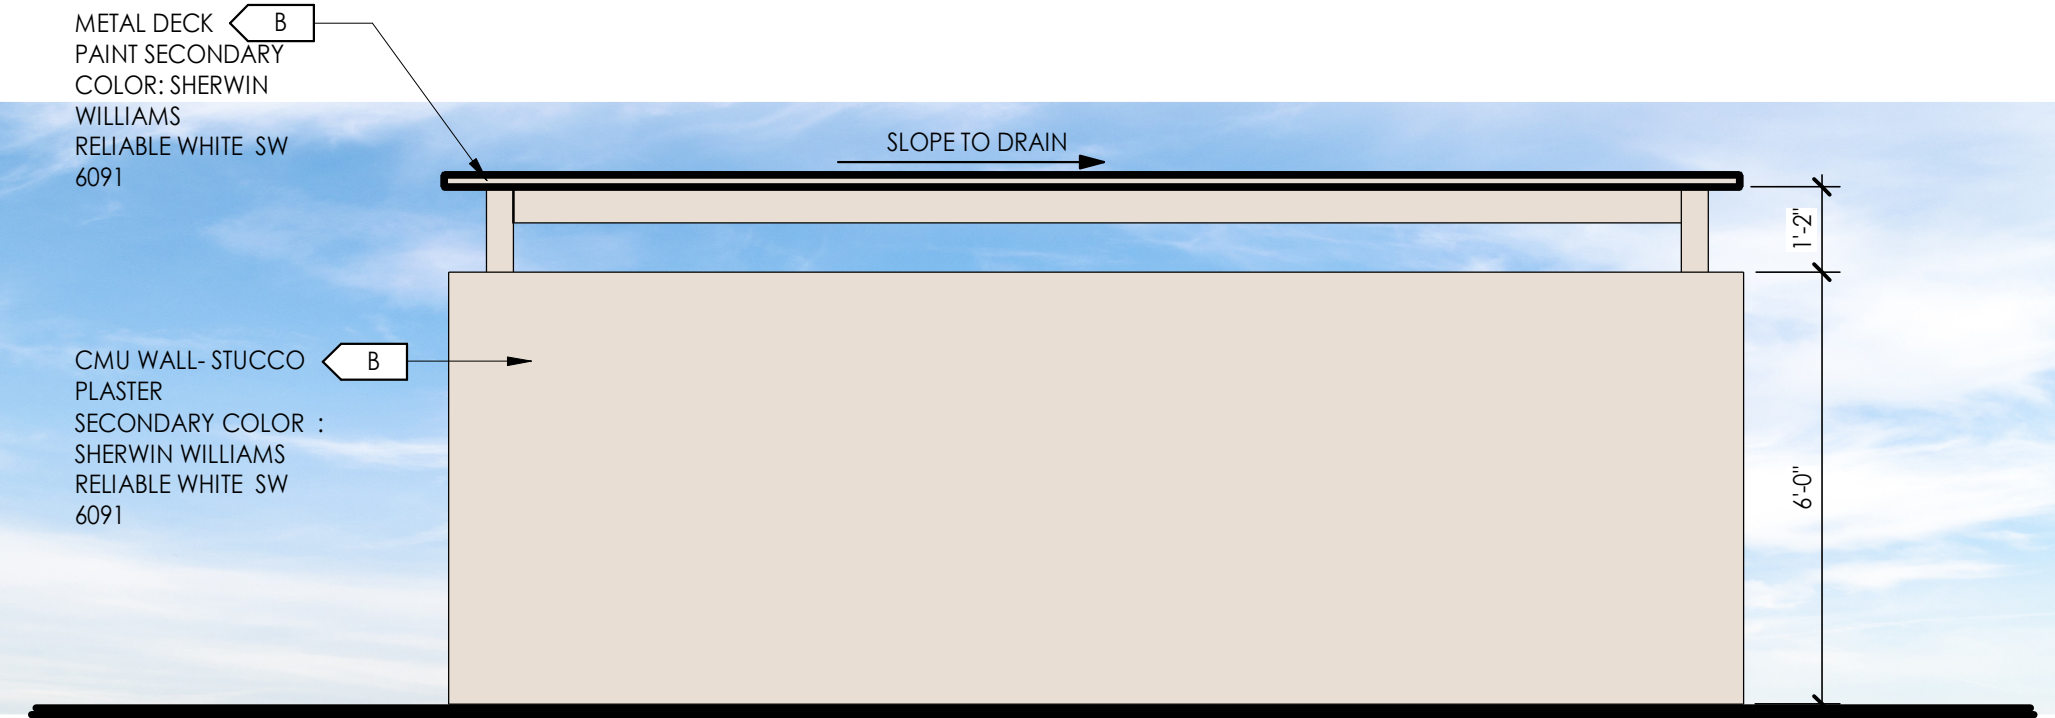 METAL DECK B
PAINT SECONDARY
COLOR: SHERWIN
WILLIAMS
RELIABLE WHITE SW
6091
SLOPE TO DRAIN
1'-2"
CMU WALL- STUCCO B
PLASTER
SECONDARY COLOR :
SHERWIN WILLIAMS
RELIABLE WHITE SW
6091
6'-0"